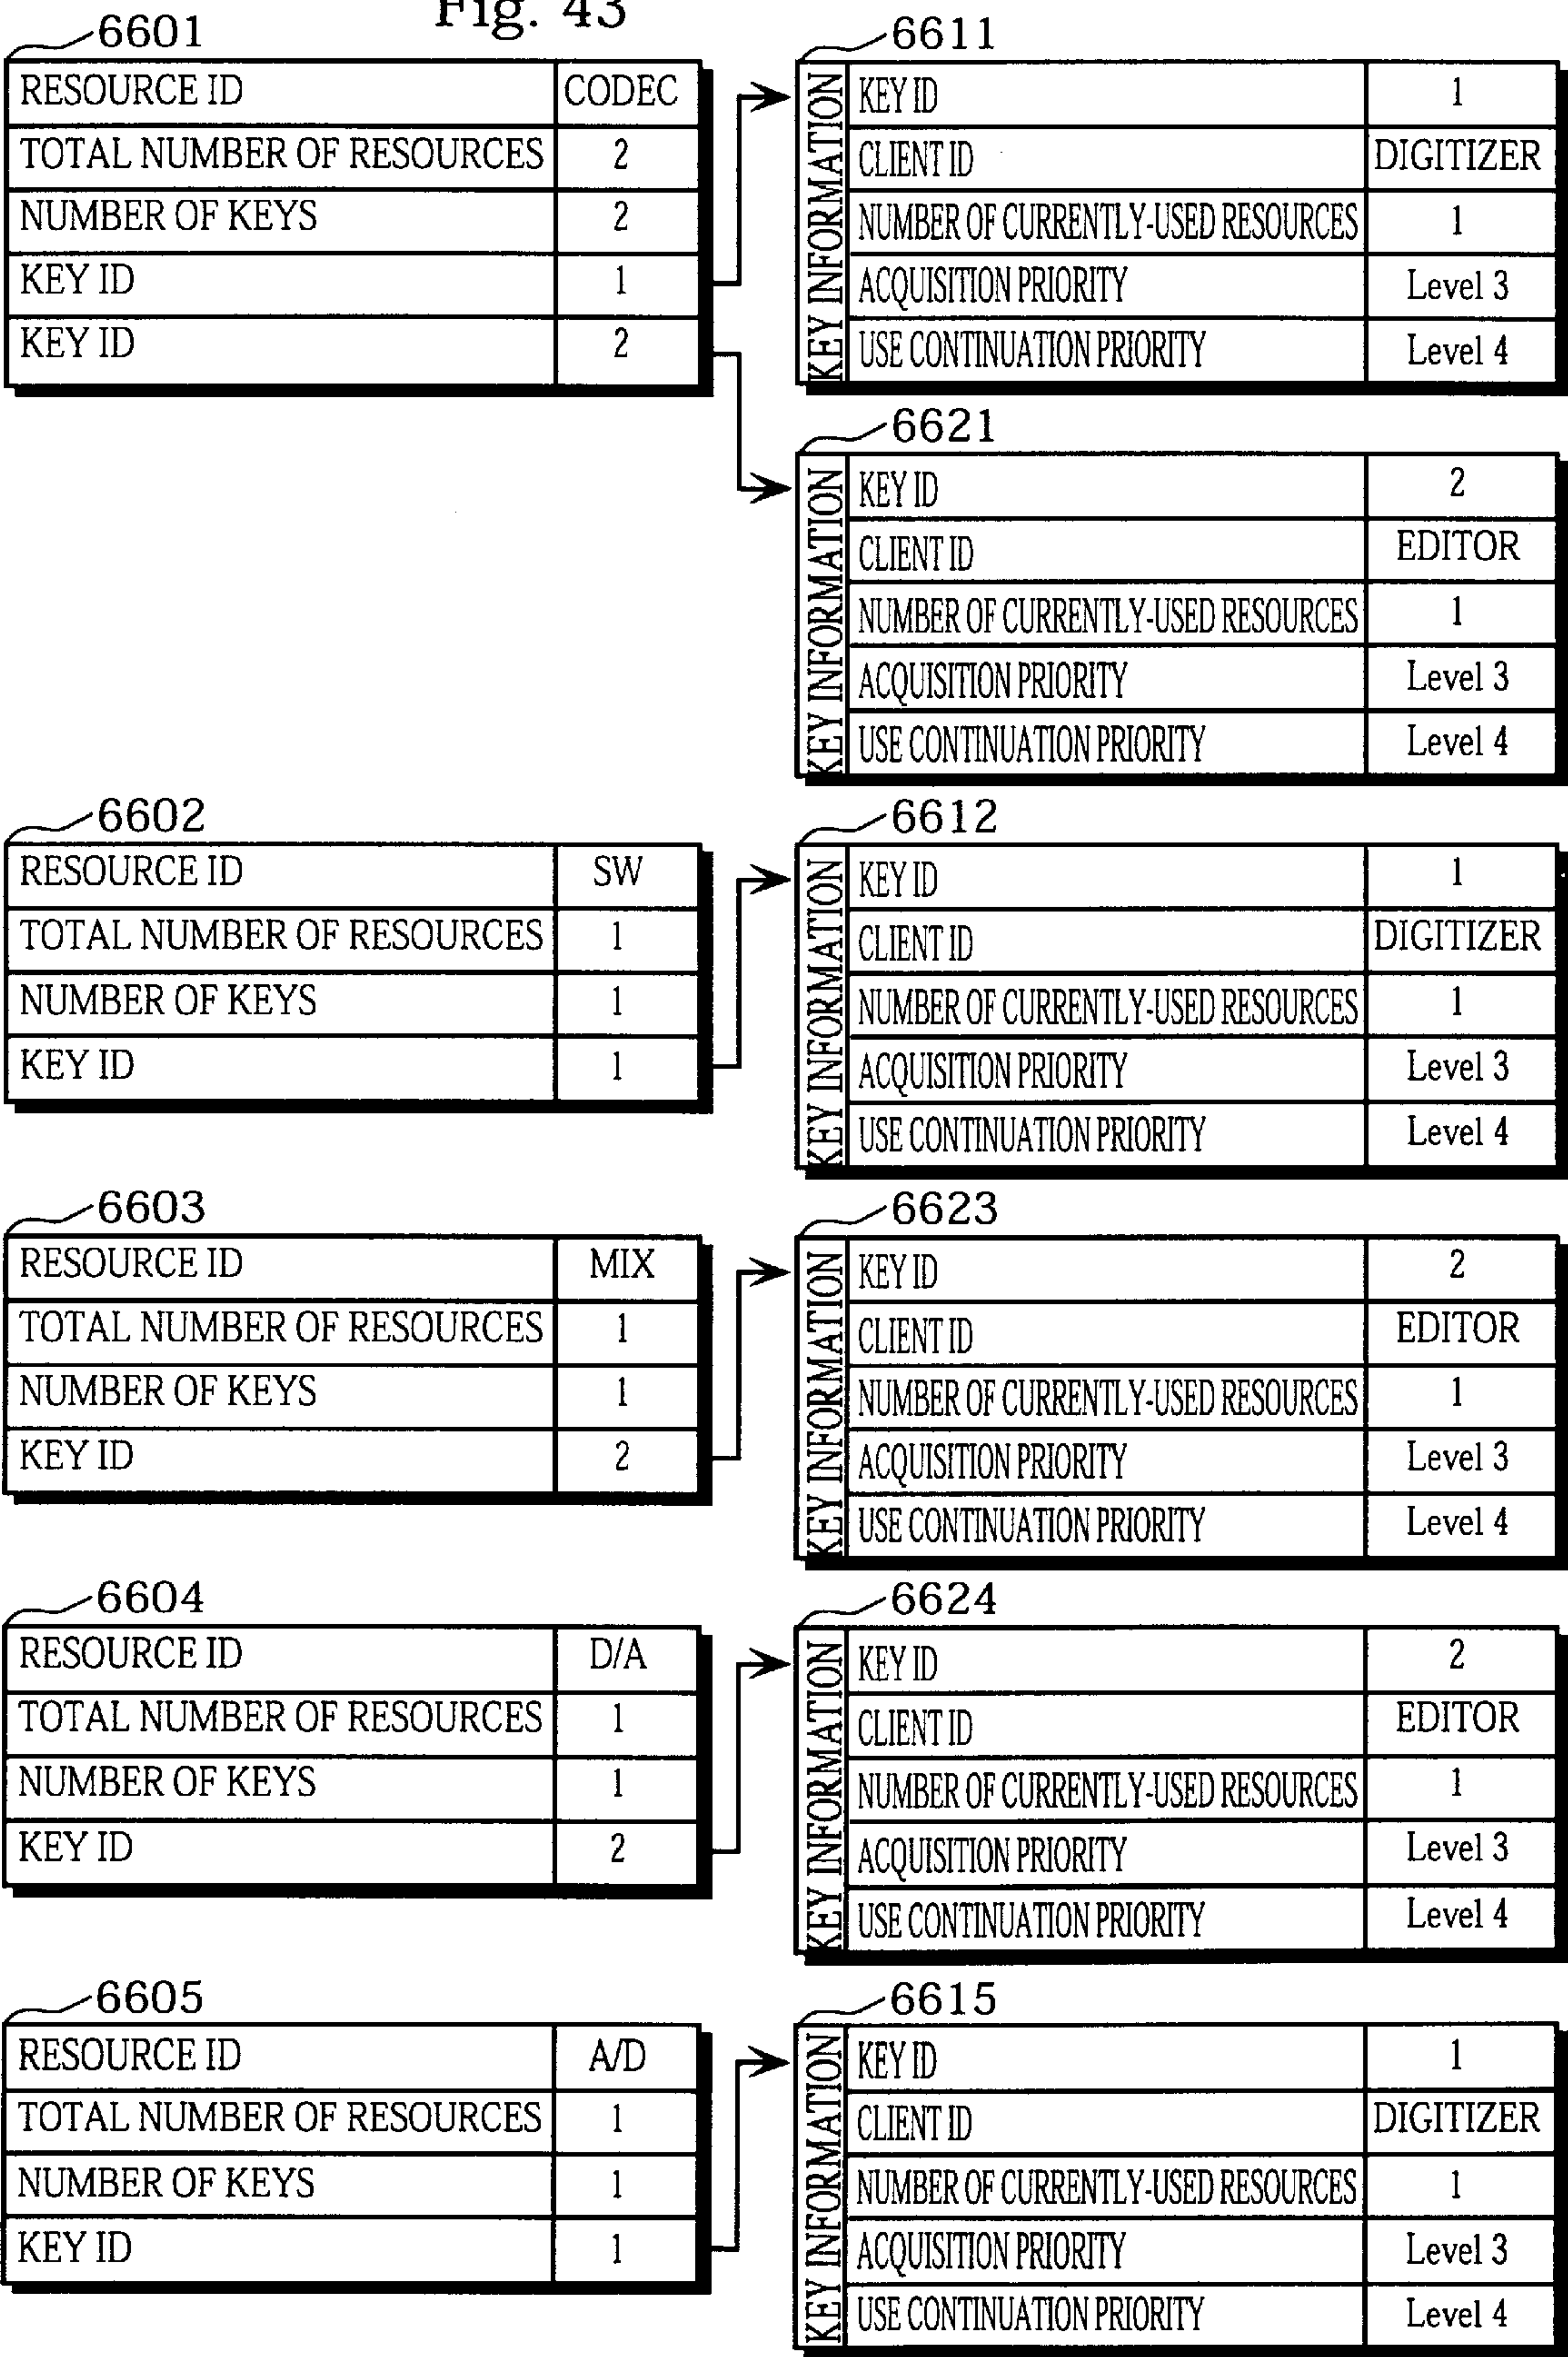 Fig. 43
6601
RESOURCE ID CODEC
TOTAL NUMBER OF RESOURCES 2
NUMBER OF KEYS 2
KEY ID 1
KEY ID 2
6611
KEY INFORMATION
KEY ID 1
CLIENT ID DIGITIZER
NUMBER OF CURRENTLY-USED RESOURCES 1
ACQUISITION PRIORITY Level 3
USE CONTINUATION PRIORITY Level 4
6621
KEY INFORMATION
KEY ID 2
CLIENT ID EDITOR
NUMBER OF CURRENTLY-USED RESOURCES 1
ACQUISITION PRIORITY Level 3
USE CONTINUATION PRIORITY Level 4
6602
RESOURCE ID SW
TOTAL NUMBER OF RESOURCES 1
NUMBER OF KEYS 1
KEY ID 1
6612
KEY INFORMATION
KEY ID 1
CLIENT ID DIGITIZER
NUMBER OF CURRENTLY-USED RESOURCES 1
ACQUISITION PRIORITY Level 3
USE CONTINUATION PRIORITY Level 4
6603
RESOURCE ID MIX
TOTAL NUMBER OF RESOURCES 1
NUMBER OF KEYS 1
KEY ID 2
6623
KEY INFORMATION
KEY ID 2
CLIENT ID EDITOR
NUMBER OF CURRENTLY-USED RESOURCES 1
ACQUISITION PRIORITY Level 3
USE CONTINUATION PRIORITY Level 4
6604
RESOURCE ID D/A
TOTAL NUMBER OF RESOURCES 1
NUMBER OF KEYS 1
KEY ID 2
6624
KEY INFORMATION
KEY ID 2
CLIENT ID EDITOR
NUMBER OF CURRENTLY-USED RESOURCES 1
ACQUISITION PRIORITY Level 3
USE CONTINUATION PRIORITY Level 4
6605
RESOURCE ID A/D
TOTAL NUMBER OF RESOURCES 1
NUMBER OF KEYS 1
KEY ID 1
6615
KEY INFORMATION
KEY ID 1
CLIENT ID DIGITIZER
NUMBER OF CURRENTLY-USED RESOURCES 1
ACQUISITION PRIORITY Level 3
USE CONTINUATION PRIORITY Level 4